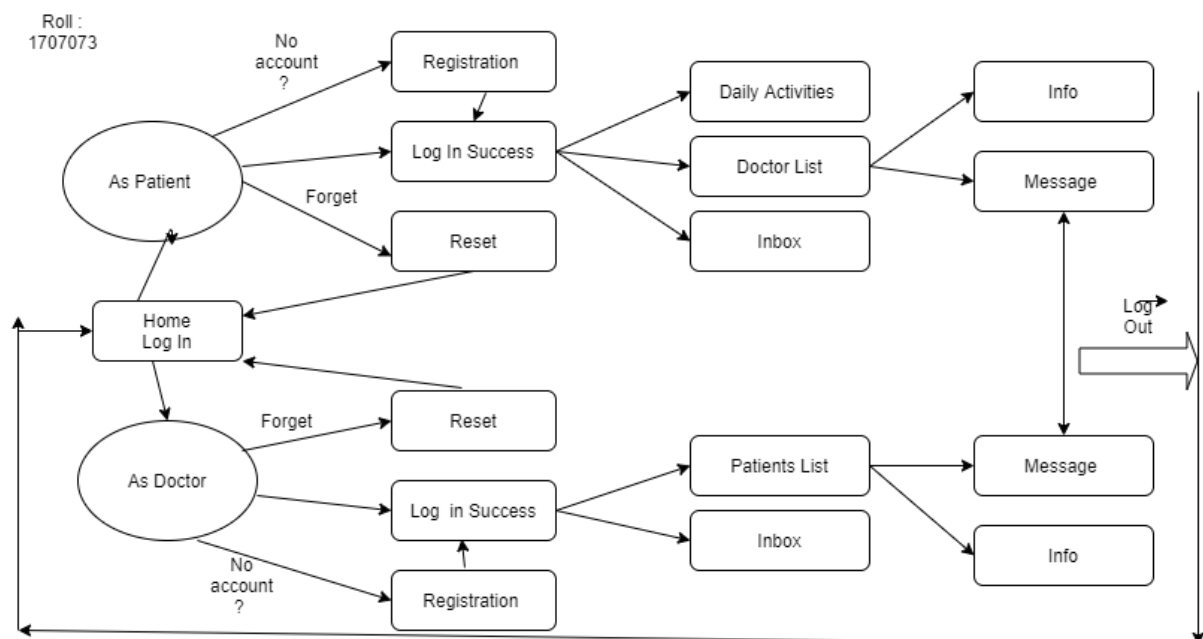 Roll :
1707073
No
account
?
Registration
Daily Activities
Info
Log In Success
As Patient
Doctor List
Message
Forget
Reset
Inbox
Home
Log In
Log
Out
Forget
Reset
As Doctor
Patients List
Message
Log  in Success
Inbox
Info
No
account
?
Registration